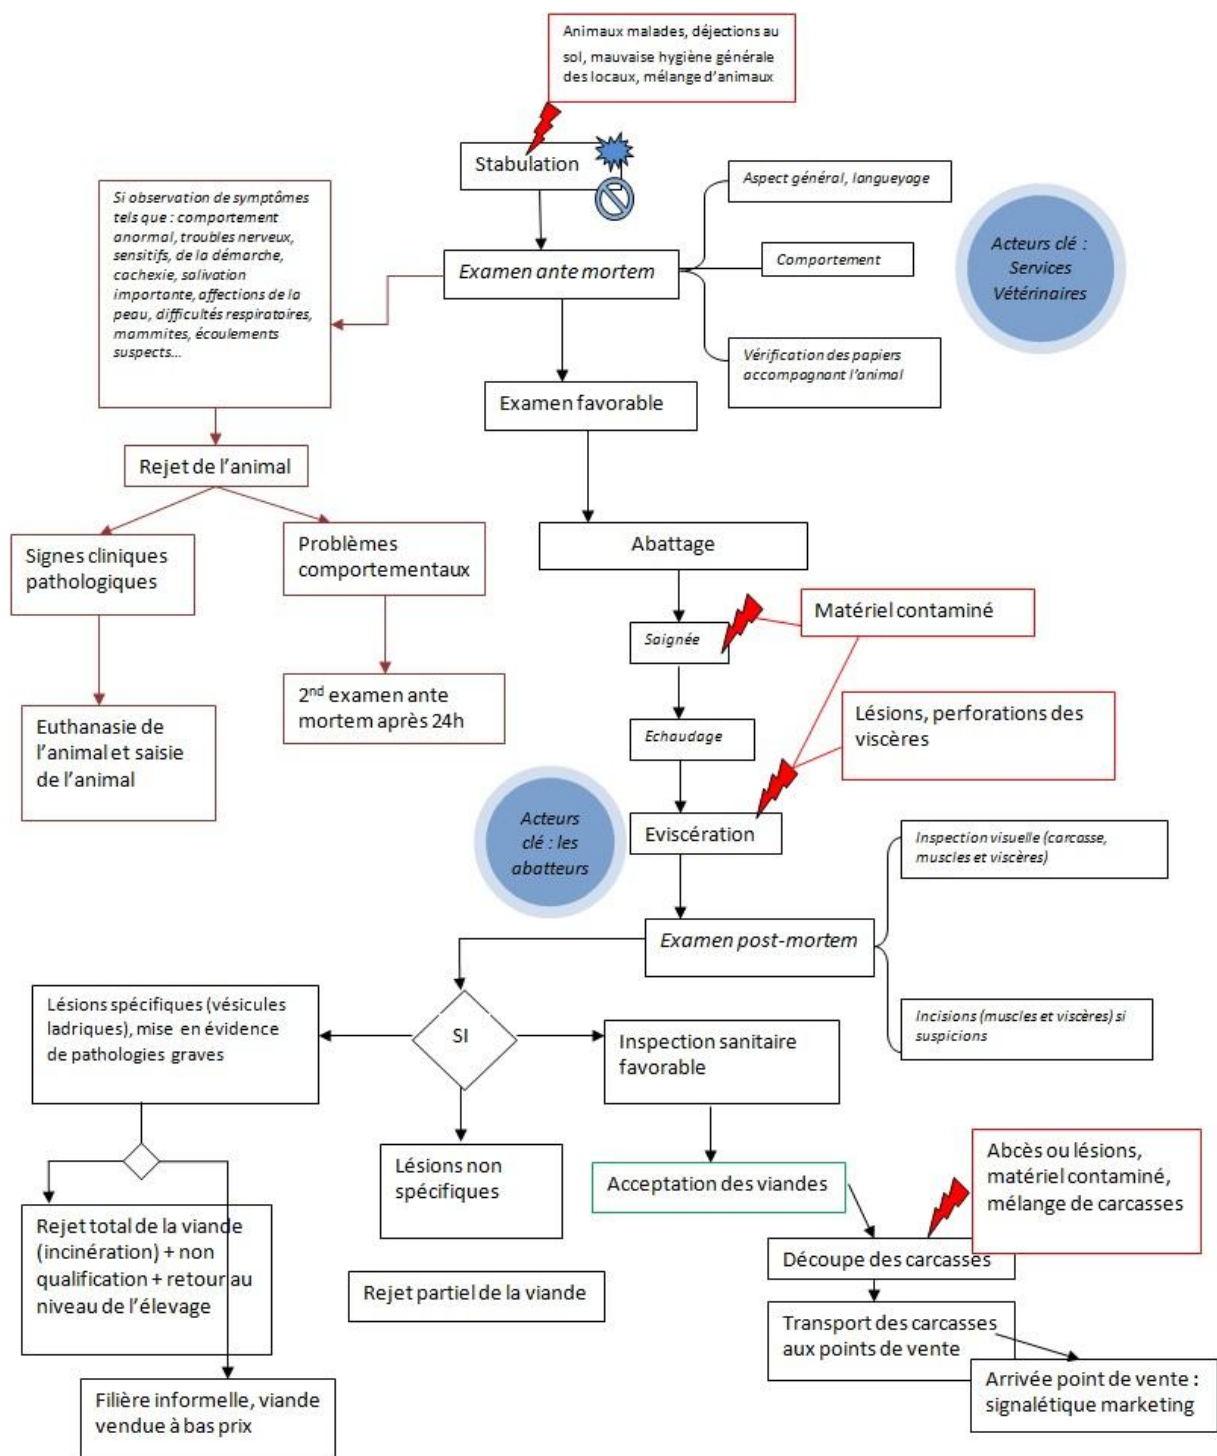 Animaux malades, déjections au
sol, mauvaise hygiène générale
des locaux, mélange d'animaux
Stabulation
Aspect général, langueyage
Si observation de symptômes
tels que : comportement
anormal, troubles nerveux,
sensitifs, de la démarche,
cachexie, salivation
importante, affections de la
peau, difficultés respiratoires,
mammites, écoulements
suspects...
Examen ante mortem
Comportement
Acteurs clé :
Services
Vétérinaires
Vérification des papiers
accompagnant l'animal
Examen favorable
Rejet de l'animal
Signes cliniques
pathologiques
Problèmes
comportementaux
Abattage
Matériel contaminé
Saignée
2nd examen ante
mortem après 24h
Euthanasie de
l'animal et saisie
de l'animal
Lésions, perforations des
viscères
Echaudage
Acteurs
clé : les
abatteurs
Eviscération
Inspection visuelle (carcasse,
muscles et viscères)
Examen post-mortem
Lésions spécifiques (vésicules
ladriques), mise en évidence
de pathologies graves
SI
Inspection sanitaire
favorable
Incisions (muscles et viscères) si
suspicions
Lésions non
spécifiques
Acceptation des viandes
Abcès ou lésions,
matériel contaminé,
mélange de carcasses
Rejet total de la viande
(incinération) + non
qualification + retour au
niveau de l'élevage
Découpe des carcasses
Rejet partiel de la viande
Transport des carcasses
aux points de vente
Arrivée point de vente :
signalétique marketing
Filière informelle, viande
vendue à bas prix